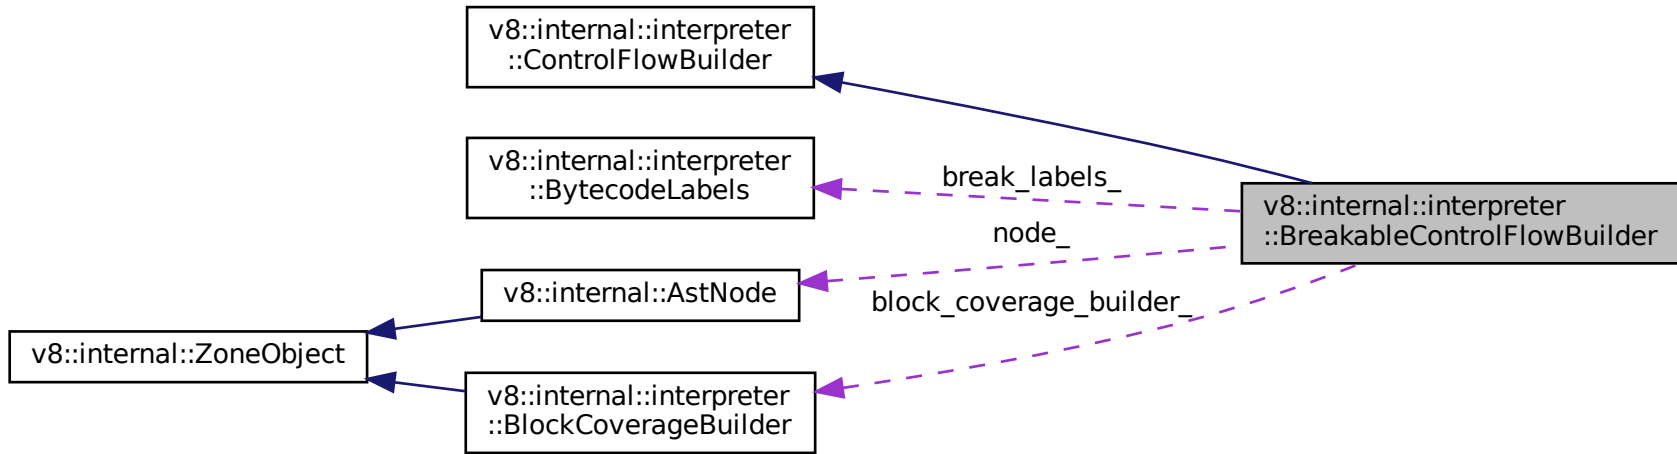 v8::internal::interpreter
::ControlFlowBuilder
v8::internal::interpreter
::BytecodeLabels
break_labels_
v8::internal::interpreter
::BreakableControlFlowBuilder
node_
v8::internal::AstNode
block_coverage_builder_
v8::internal::ZoneObject
v8::internal::interpreter
::BlockCoverageBuilder